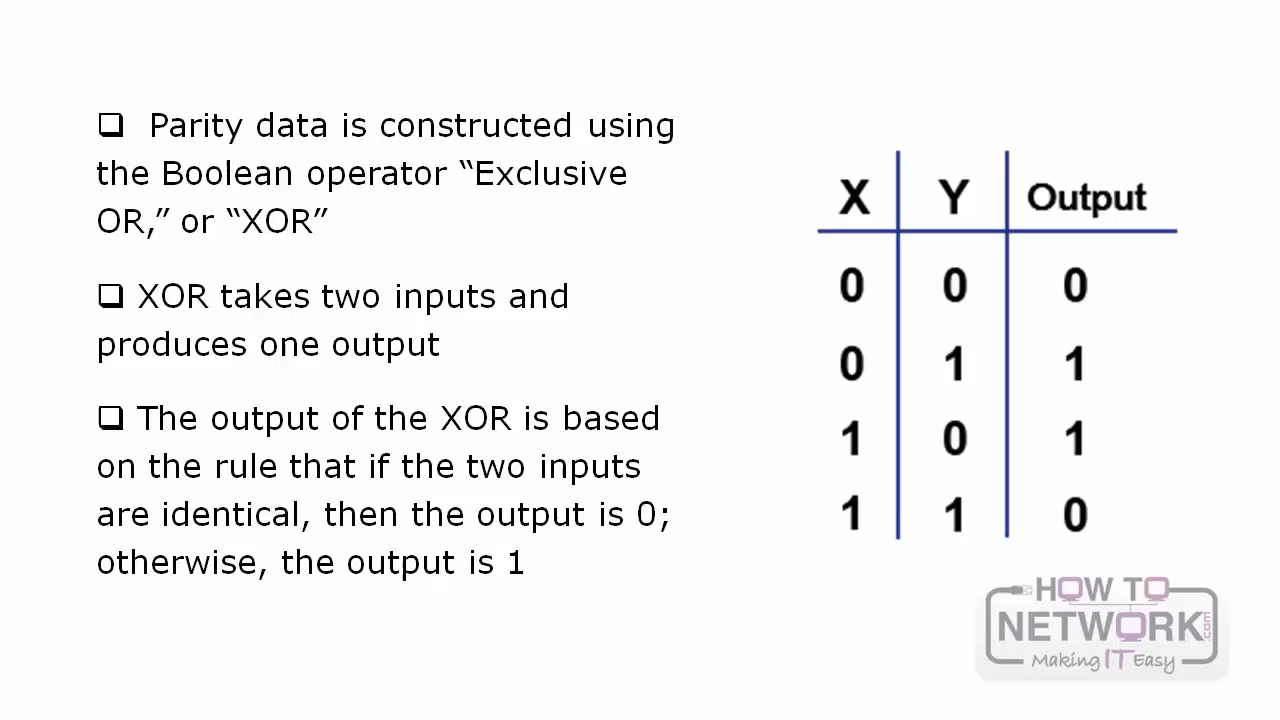 ❑ Parity data is constructed using
the Boolean operator “Exclusive
OR,” or “XOR”
❑ XOR takes two inputs and
produces one output
❑ The output of the XOR is based
on the rule that if the two inputs
are identical, then the output is 0;
otherwise, the output is 1
X Y Output
0 0 0
0 1 1
1 0 1
1 1 0
HOW TO
NETWORK.com
Making IT Easy